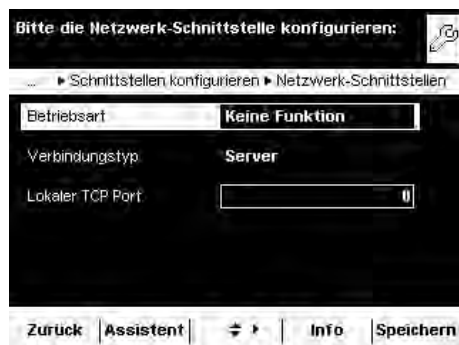 Bitte die Netzwerk-Schnittstelle konfigurieren:
... ▸ Schnittstellen konfigurieren ▸ Netzwerk-Schnittstellen
Betriebsart Keine Funktion
Verbindungstyp Server
Lokaler TCP Port 0
Zurück Assistent Info Speichern